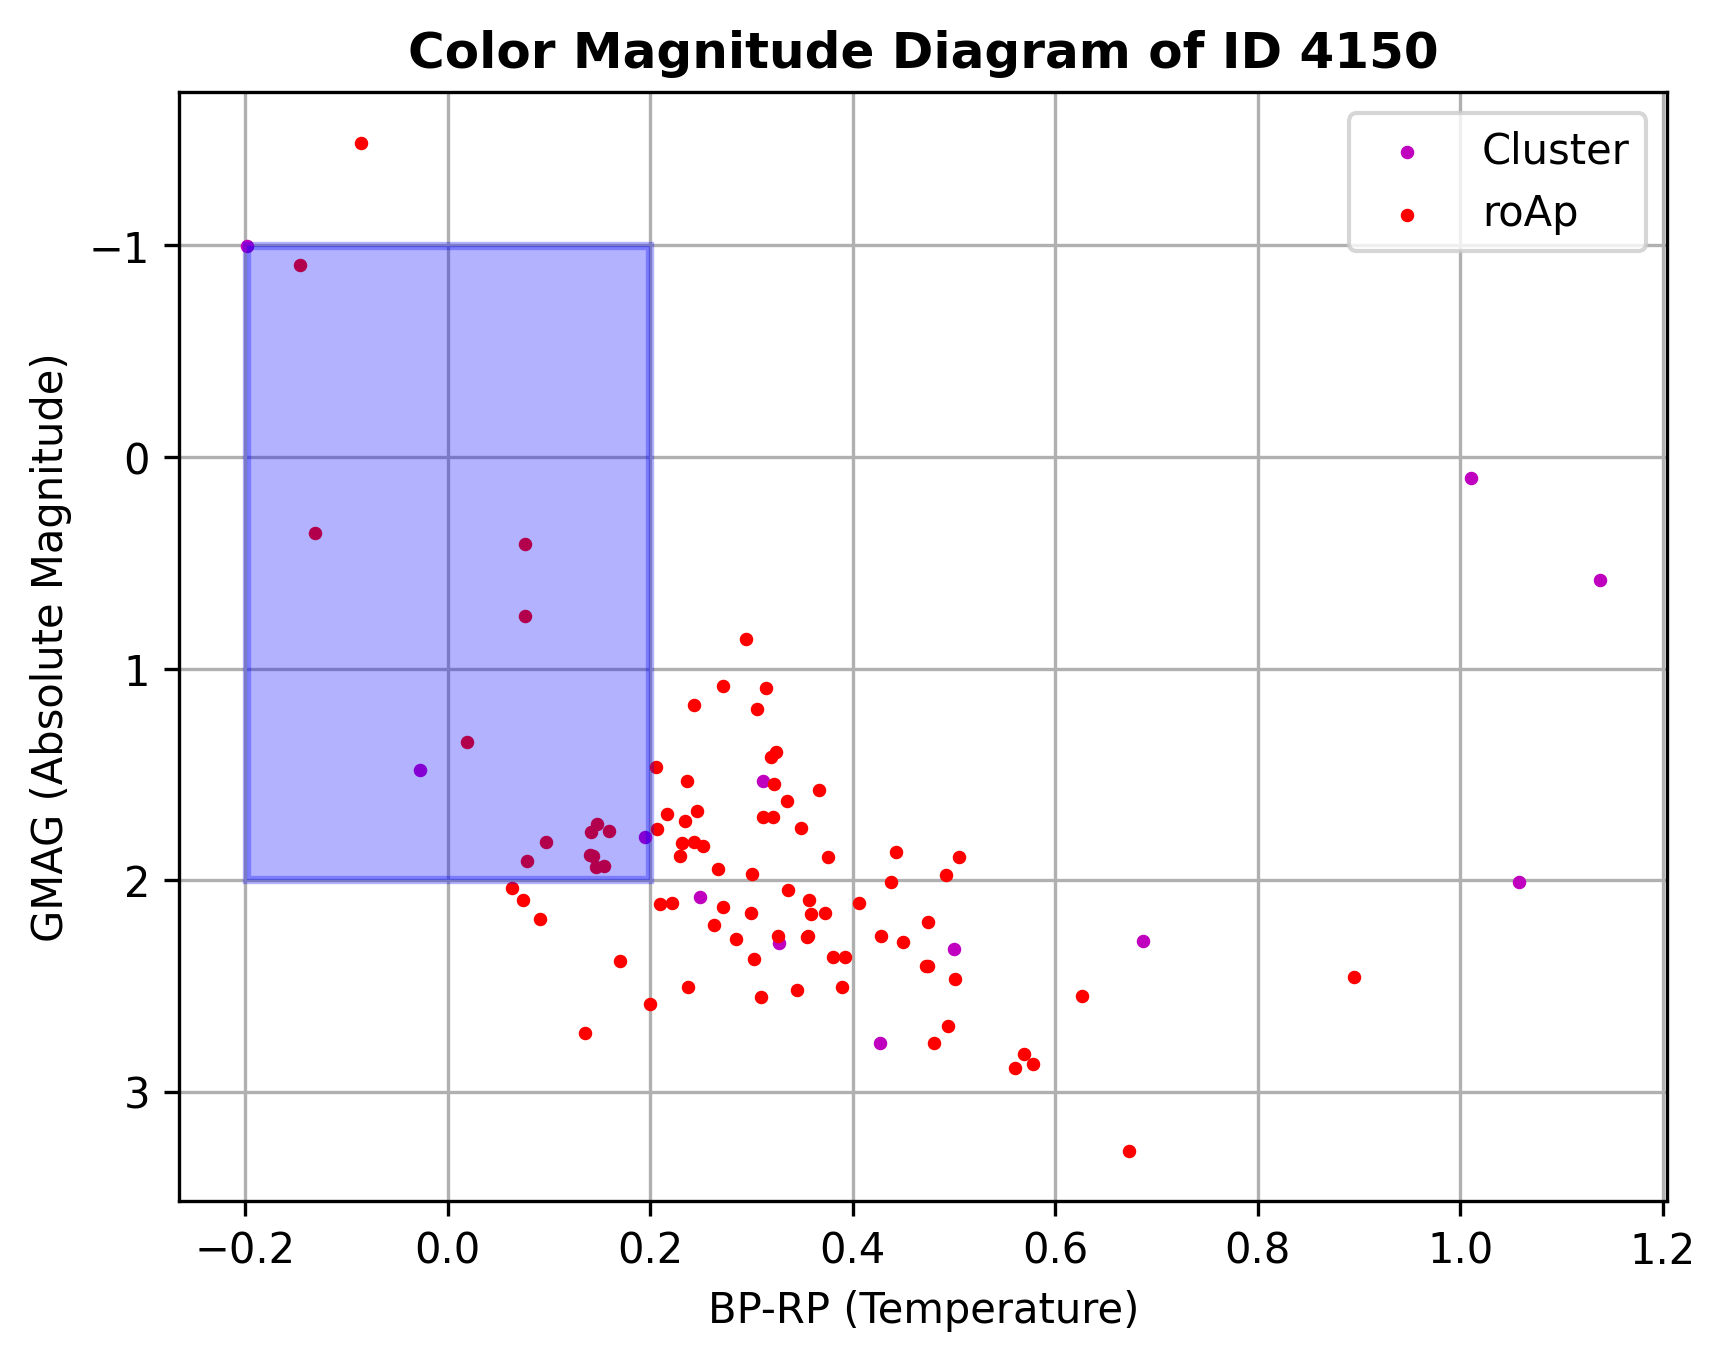 Color Magnitude Diagram of ID 4150
Cluster
roAp
GMAG (Absolute Magnitude)
−1
0
1
2
3
−0.2 0.0 0.2 0.4 0.6 0.8 1.0 1.2
BP-RP (Temperature)